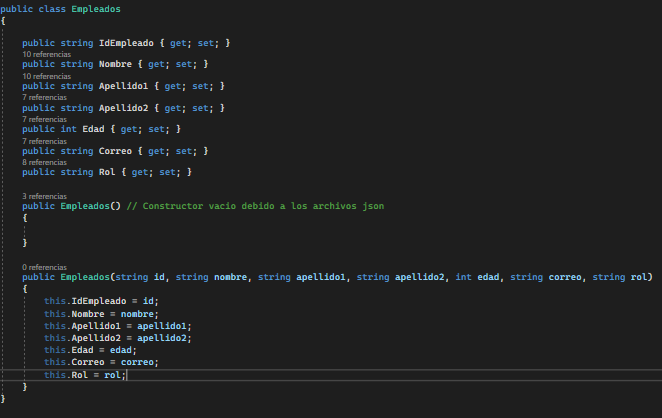 public class Empleados
{
public string IdEmpleado { get; set; }
10 referencias
public string Nombre { get; set; }
10 referencias
public string Apellido1 { get; set; }
7 referencias
public string Apellido2 { get; set; }
7 referencias
public int Edad { get; set; }
7 referencias
public string Correo { get; set; }
8 referencias
public string Rol { get; set; }
3 referencias
public Empleados() // Constructor vacio debido a los archivos json
{
}
0 referencias
public Empleados(string id, string nombre, string apellido1, string apellido2, int edad, string correo, string rol)
{
this.IdEmpleado = id;
this.Nombre = nombre;
this.Apellido1 = apellido1;
this.Apellido2 = apellido2;
this.Edad = edad;
this.Correo = correo;
this.Rol = rol;
}
}